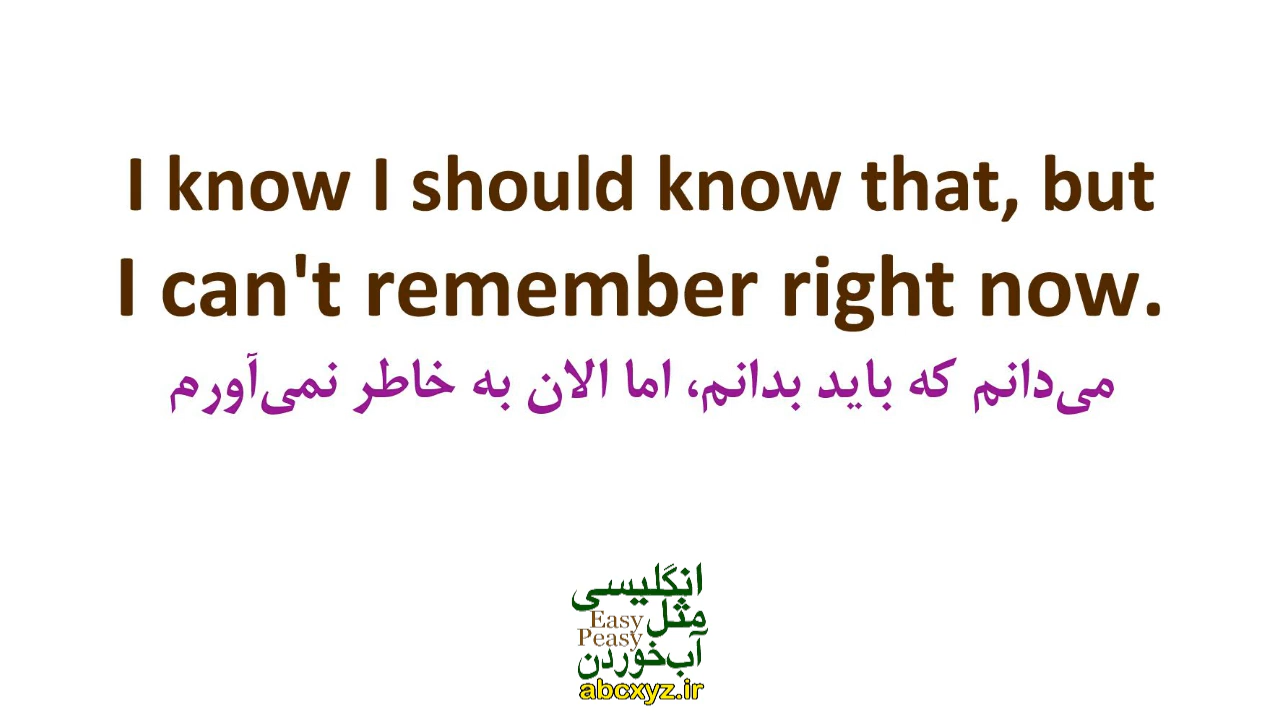 I know I should know that, but
I can't remember right now.
می‌دانم که باید بدانم، اما الان به خاطر نمی‌آورم
انگلیسی
مثل
Easy
Peasy
آب‌خوردن
abcxyz.ir